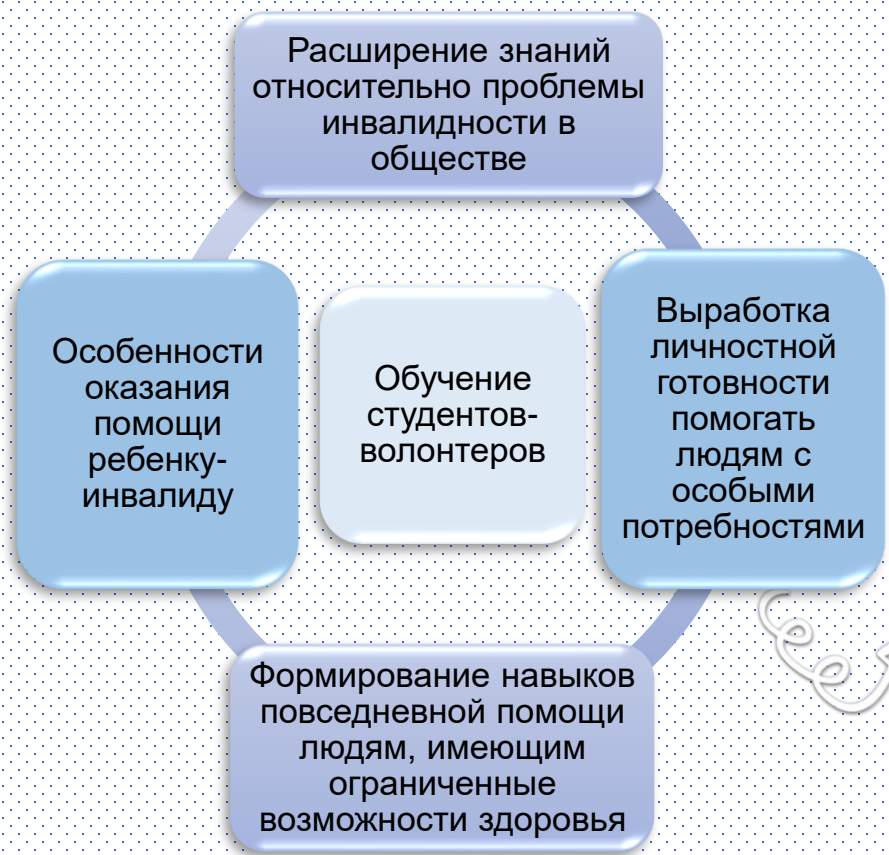 Расширение знаний
относительно проблемы
инвалидности в
обществе
Особенности
оказания
помощи
ребенку-
инвалиду
Обучение
студентов-
волонтеров
Выработка
личностной
готовности
помогать
людям с
особыми
потребностями
Формирование навыков
повседневной помощи
людям, имеющим
ограниченные
возможности здоровья